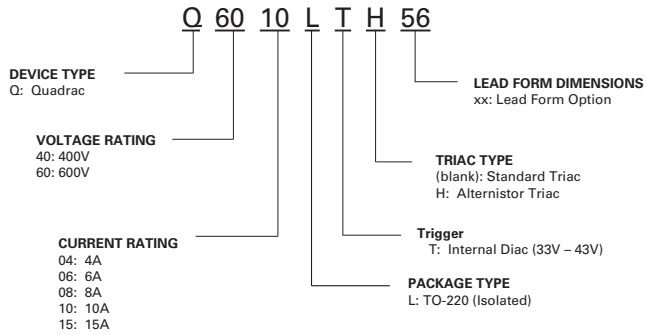 Q 60 10 L T H 56
DEVICE TYPE
Q: Quadrac
VOLTAGE RATING
40: 400V
60: 600V
CURRENT RATING
04: 4A
06: 6A
08: 8A
10: 10A
15: 15A
LEAD FORM DIMENSIONS
xx: Lead Form Option
TRIAC TYPE
(blank): Standard Triac
H: Alternistor Triac
Trigger
T: Internal Diac (33V – 43V)
PACKAGE TYPE
L: TO-220 (Isolated)